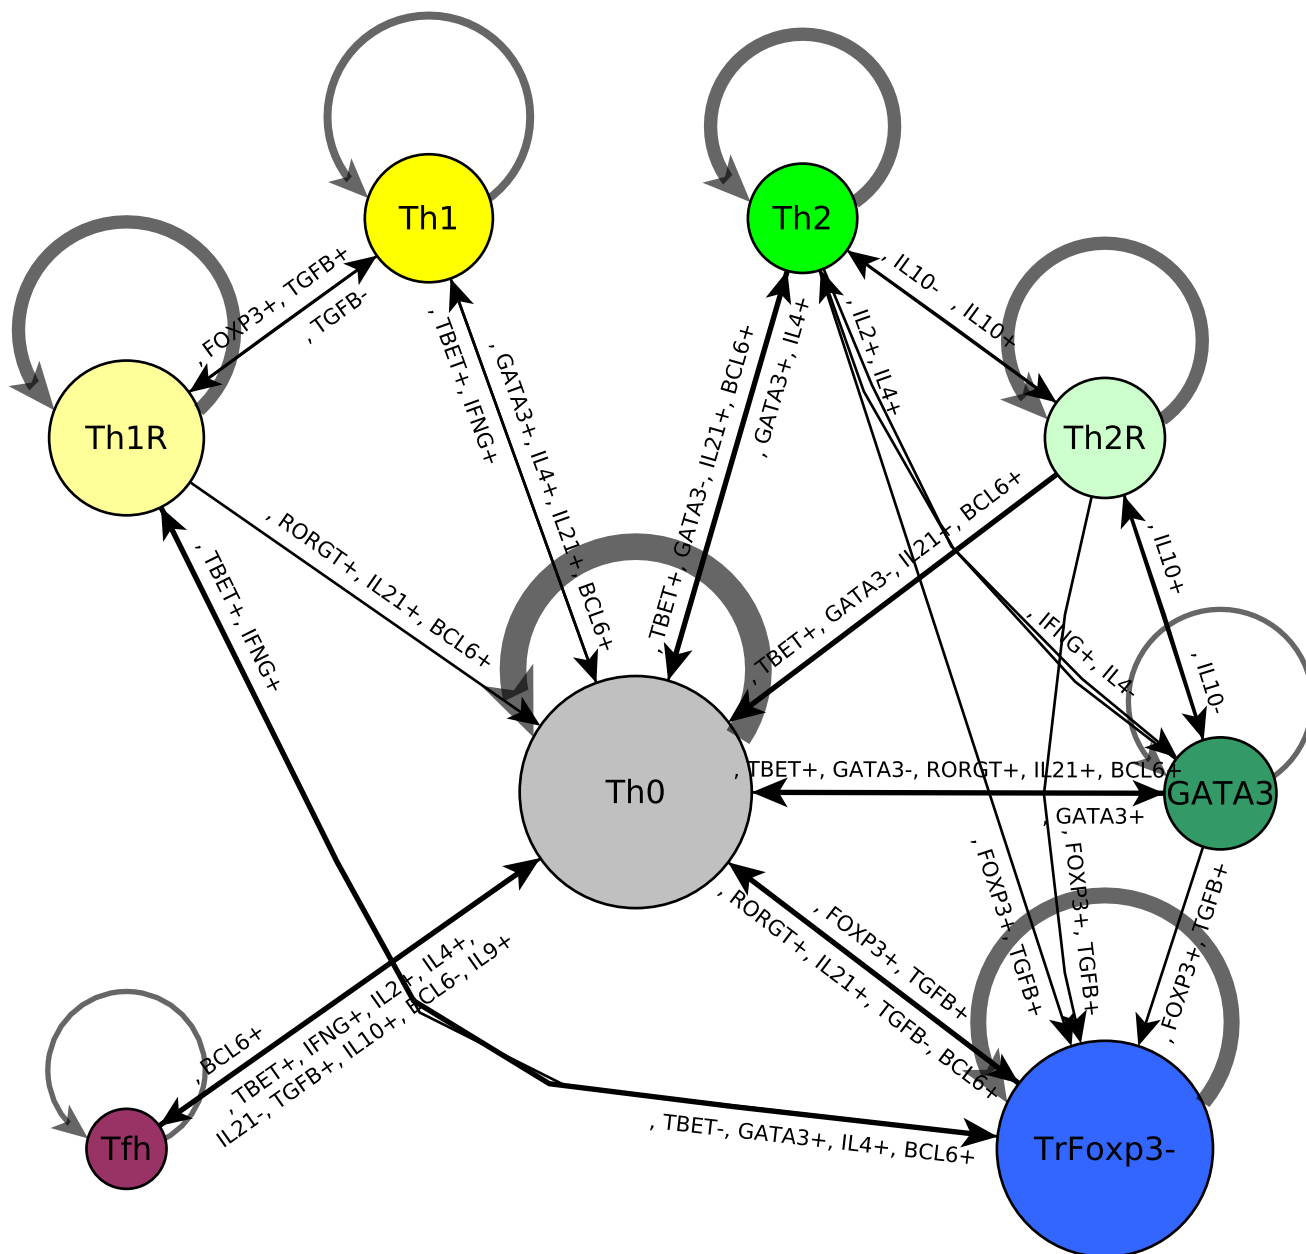 Th1
Th2
, FOXP3+, TGFB+
, TGFB-
, IL10-
, IL10+
, TBET+, IFNG+
, GATA3+, IL4+, IL21+, BCL6+
, TBET+, GATA3-, IL21+, BCL6+
, GATA3+, IL4+
, IL2+, IL4+
Th1R
Th2R
, RORGT+, IL21+, BCL6+
, TBET+, IFNG+
, TBET+, GATA3-, IL21+, BCL6+
, IL10+
, IFNG+, IL4-
, IL10-
, TBET+, GATA3-, RORGT+, IL21+, BCL6+
Th0
GATA3
, GATA3+
, FOXP3+, TGFB+
, FOXP3+, TGFB+
, FOXP3+, TGFB+
, FOXP3+, TGFB+
, RORGT+, IL21+, TGFB-, BCL6+
, BCL6+
, TBET+, IFNG+, IL2+, IL4+,
IL21-, TGFB+, IL10+, BCL6-, IL9+
, TBET-, GATA3+, IL4+, BCL6+
Tfh
TrFoxp3-